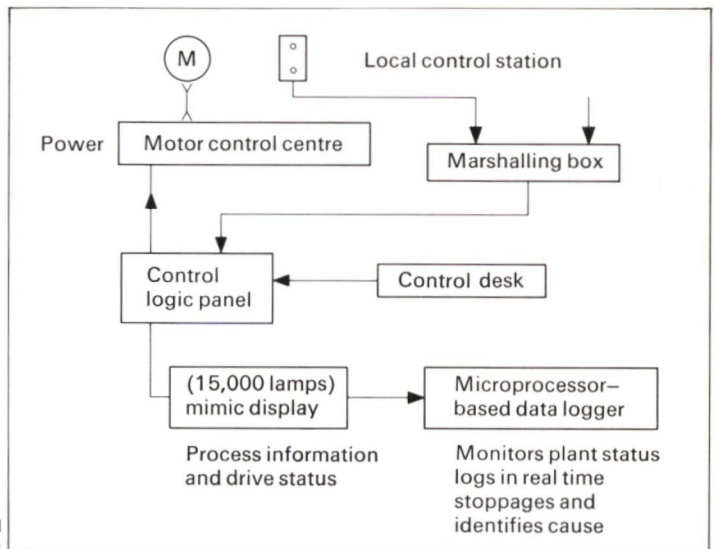 M
Local control station
Power
Motor control centre
Marshalling box
Control
logic panel
Control desk
(15,000 lamps)
mimic display
Microprocessor–
based data logger
Process information
and drive status
Monitors plant status
logs in real time
stoppages and
identifies cause